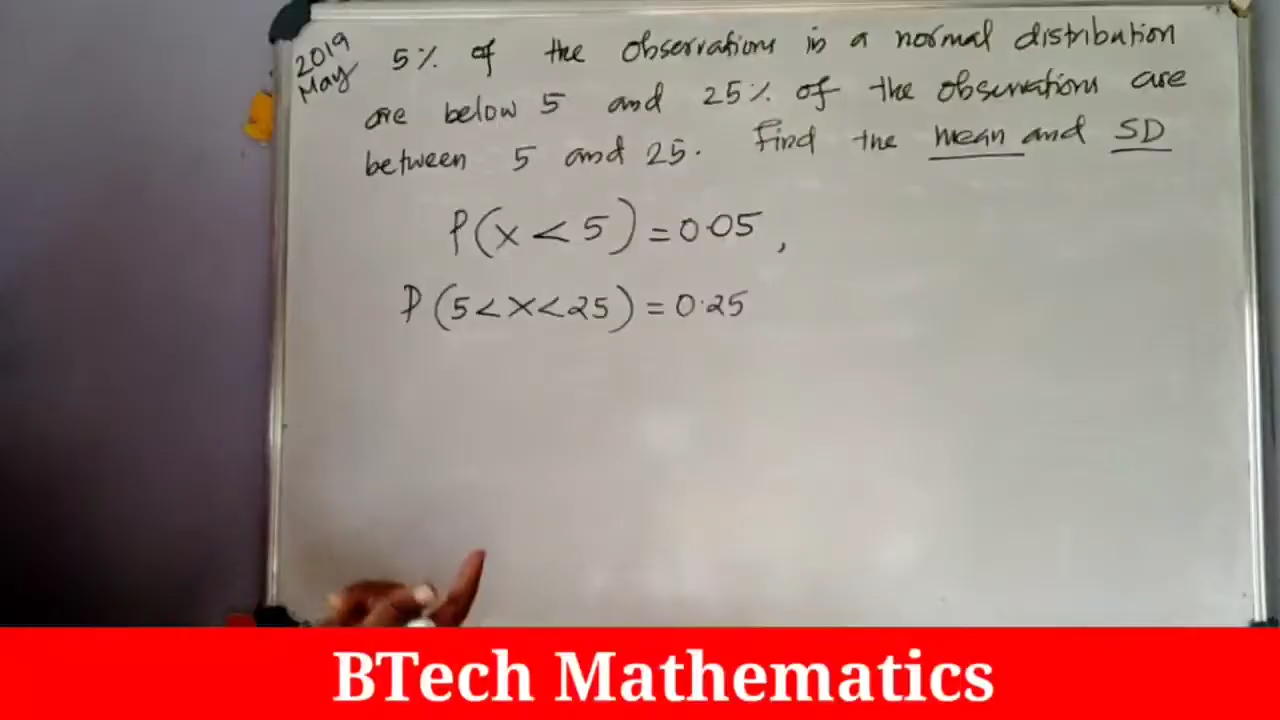 2019
May
5% of the observations in a normal distribution
are below 5 and 25% of the observations are
between 5 and 25. Find the mean and SD
P(x < 5) = 0.05 ,
P(5 < x < 25) = 0.25
BTech Mathematics